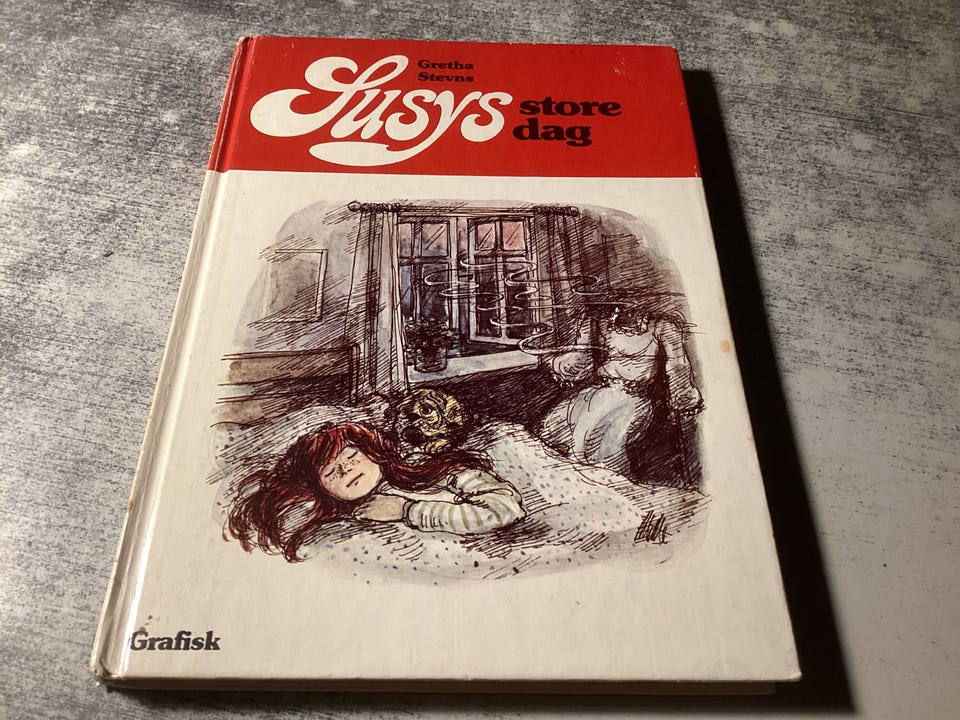 Gretha
Stevns
Susys store
dag
Grafisk